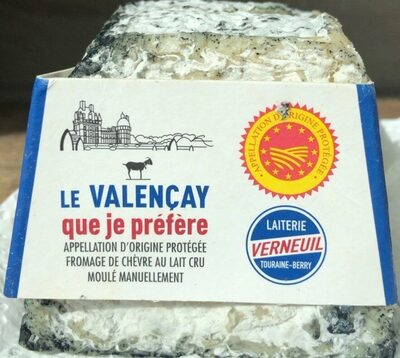 LE VALENÇAY
que je préfère
APPELLATION D'ORIGINE PROTÉGÉE
FROMAGE DE CHÈVRE AU LAIT CRU
MOULÉ MANUELLEMENT
APPELLATION D'ORIGINE PROTÉGÉE
LAITERIE
VERNEUIL
TOURAINE-BERRY